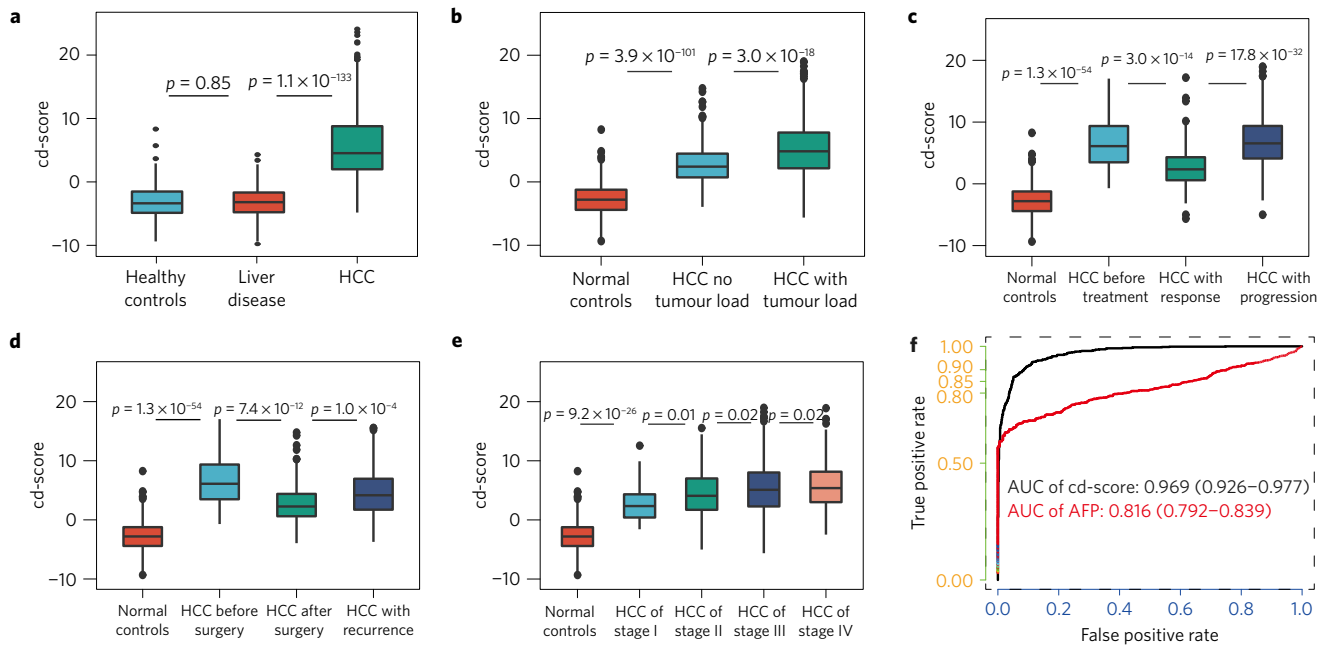 a
cd-score
20
10
0
−10
p = 0.85
p = 1.1 × 10⁻¹³³
Healthy
controls
Liver
disease
HCC
b
cd-score
20
10
0
−10
p = 3.9 × 10⁻¹⁰¹
p = 3.0 × 10⁻¹⁸
Normal
controls
HCC no
tumour load
HCC with
tumour load
c
cd-score
20
10
0
−10
p = 1.3 × 10⁻⁵⁴
p = 3.0 × 10⁻¹⁴
p = 17.8 × 10⁻³²
Normal
controls
HCC before
treatment
HCC with
response
HCC with
progression
d
cd-score
20
10
0
−10
p = 1.3 × 10⁻⁵⁴
p = 7.4 × 10⁻¹²
p = 1.0 × 10⁻⁴
Normal
controls
HCC before
surgery
HCC after
surgery
HCC with
recurrence
e
cd-score
20
10
0
−10
p = 9.2 × 10⁻²⁶
p = 0.01
p = 0.02
p = 0.02
Normal
controls
HCC of
stage I
HCC of
stage II
HCC of
stage III
HCC of
stage IV
f
True positive rate
1.00
0.90
0.85
0.80
0.50
0.00
AUC of cd-score: 0.969 (0.926–0.977)
AUC of AFP: 0.816 (0.792–0.839)
0.0
0.2
0.4
0.6
0.8
1.0
False positive rate